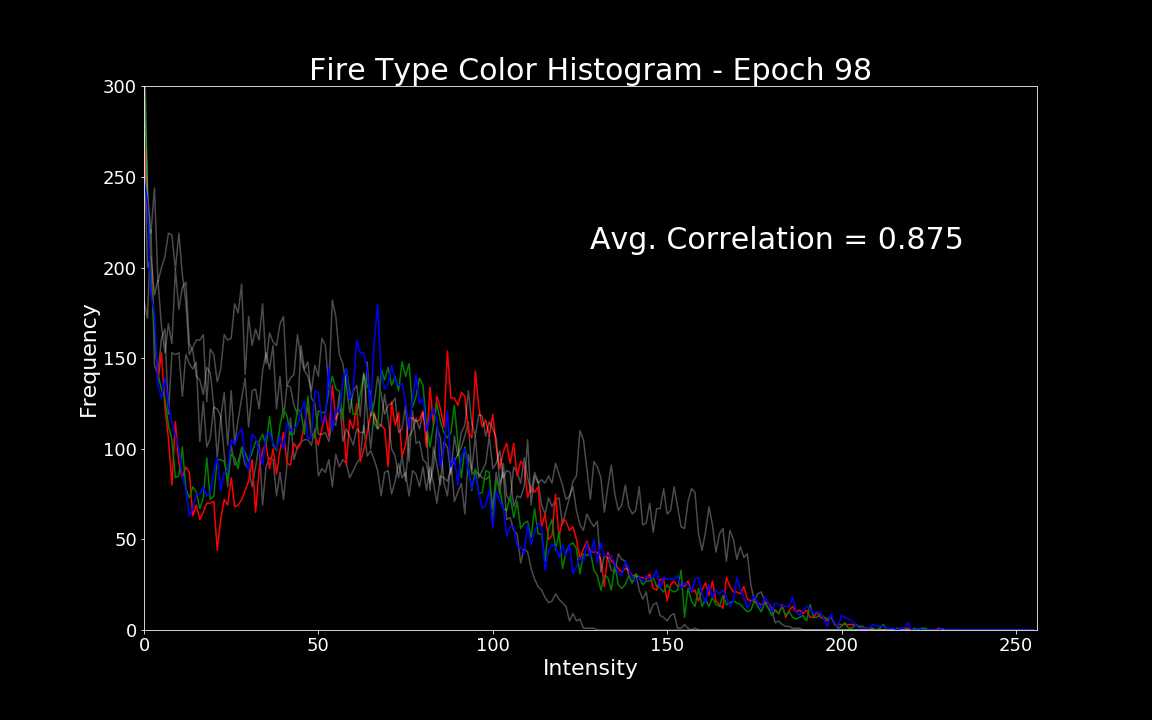 Fire Type Color Histogram - Epoch 98
300
250
200
150
100
50
0
Frequency
Avg. Correlation = 0.875
0 50 100 150 200 250
Intensity